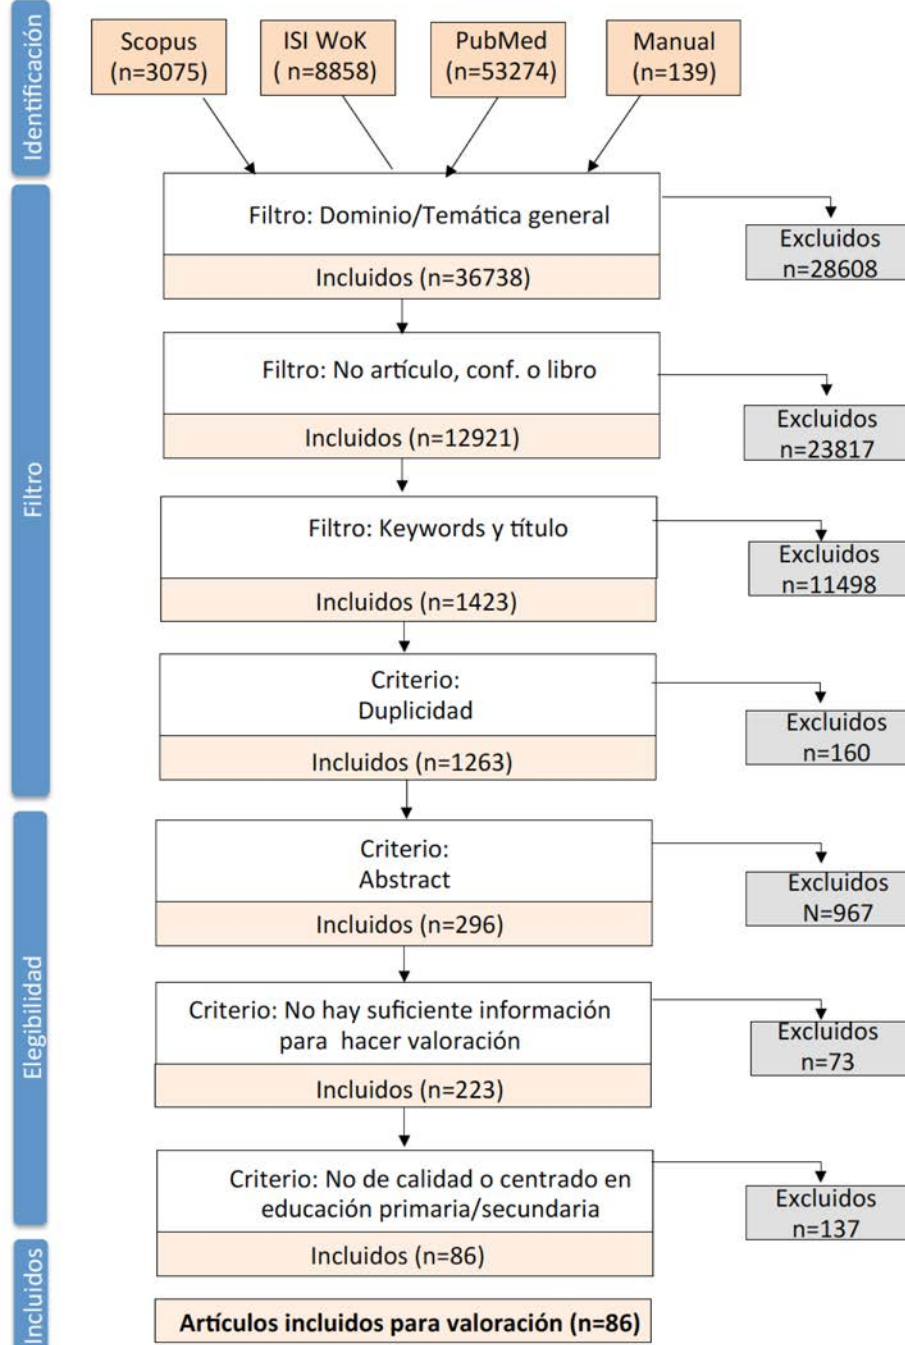 Identificación
Scopus
(n=3075)
ISI WoK
( n=8858)
PubMed
(n=53274)
Manual
(n=139)
Filtro
Filtro: Dominio/Temática general
Incluidos (n=36738)
Excluidos
n=28608
Filtro: No artículo, conf. o libro
Incluidos (n=12921)
Excluidos
n=23817
Filtro: Keywords y título
Incluidos (n=1423)
Excluidos
n=11498
Criterio:
Duplicidad
Incluidos (n=1263)
Excluidos
n=160
Elegibilidad
Criterio:
Abstract
Incluidos (n=296)
Excluidos
N=967
Criterio: No hay suficiente información
para hacer valoración
Incluidos (n=223)
Excluidos
n=73
Criterio: No de calidad o centrado en
educación primaria/secundaria
Incluidos (n=86)
Excluidos
n=137
Incluidos
Artículos incluidos para valoración (n=86)